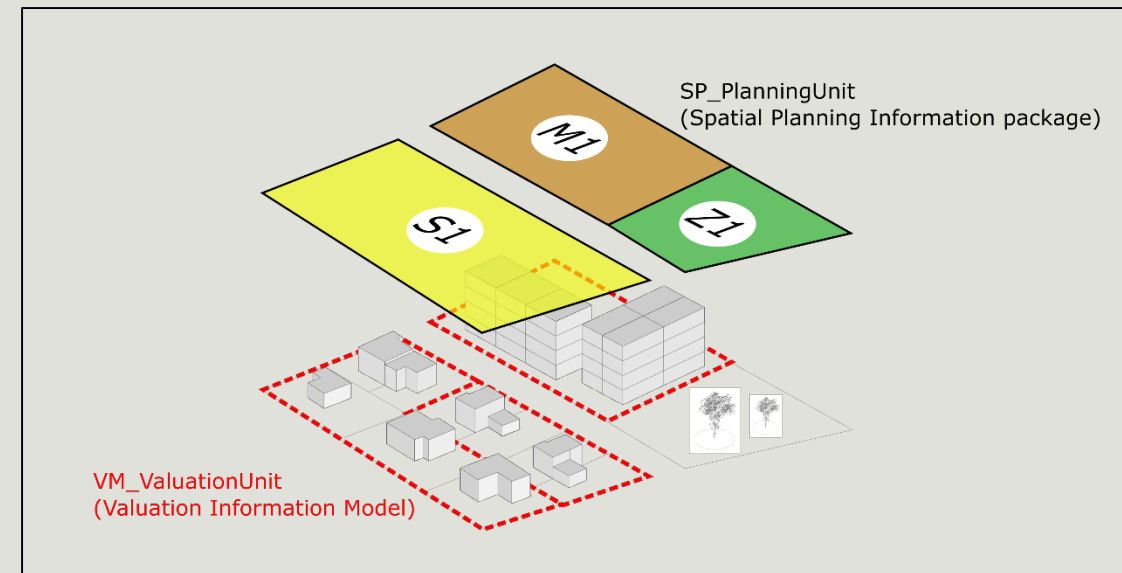 SP_PlanningUnit
(Spatial Planning Information package)
M1
Z1
S1
VM_ValuationUnit
(Valuation Information Model)